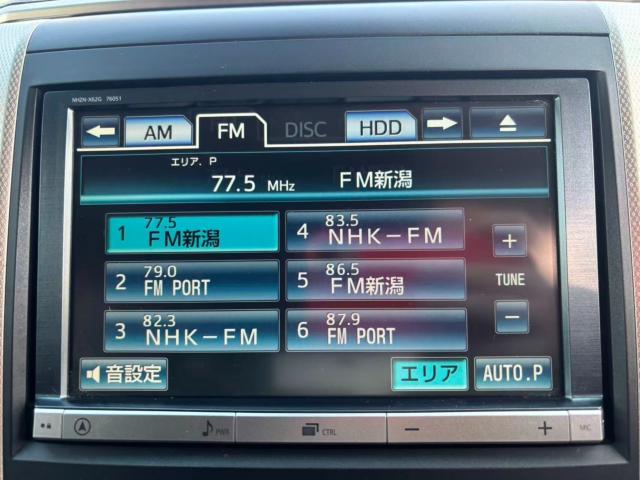 NHZN-X62G 76051
AM FM DISC HDD
エリア. P
77.5 MHz FM新潟
1 77.5 FM新潟
4 83.5 NHK-FM
2 79.0 FM PORT
5 86.5 FM新潟
3 82.3 NHK-FM
6 87.9 FM PORT
+
TUNE
−
音設定
エリア
AUTO.P
PWR
CTRL
− +
MIC